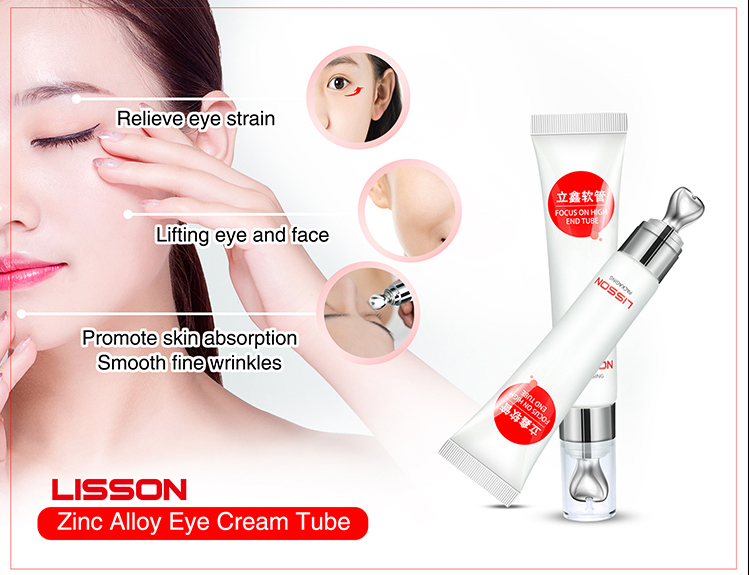 Relieve eye strain
Lifting eye and face
Promote skin absorption
Smooth fine wrinkles
立鑫软管
FOCUS ON HIGH
END TUBE
LISSON
PACKAGING
立鑫软管
FOCUS ON HIGH
END TUBE
SON
LISSON
Zinc Alloy Eye Cream Tube